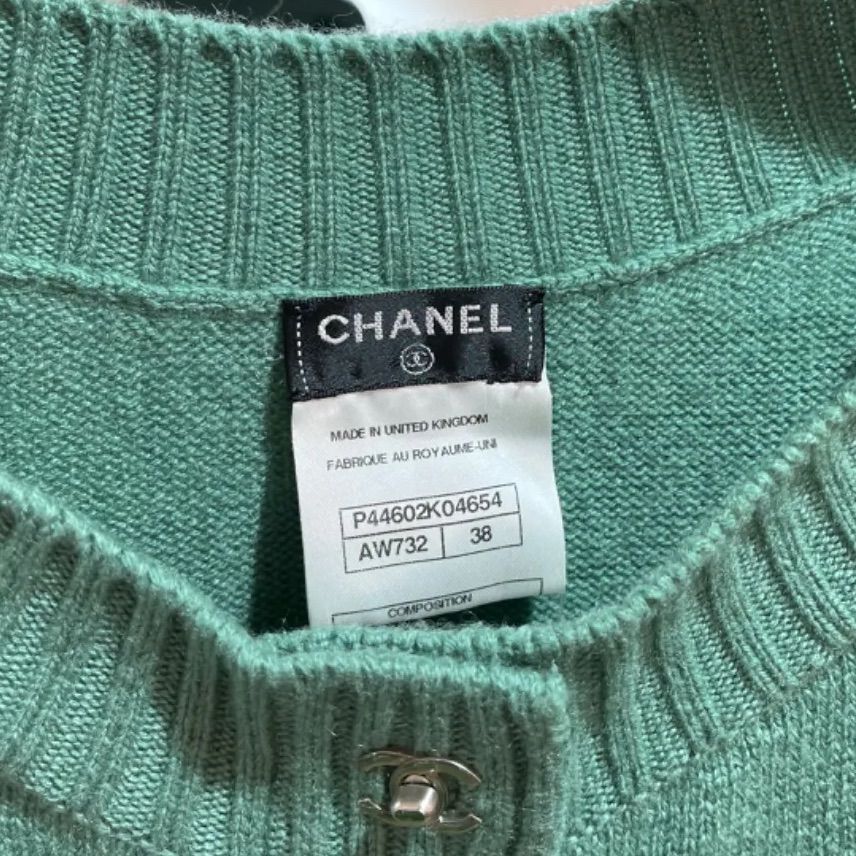 CHANEL
MADE IN UNITED KINGDOM
FABRIQUE AU ROYAUME-UNI
P44602K04654
AW732 38
COMPOSITION